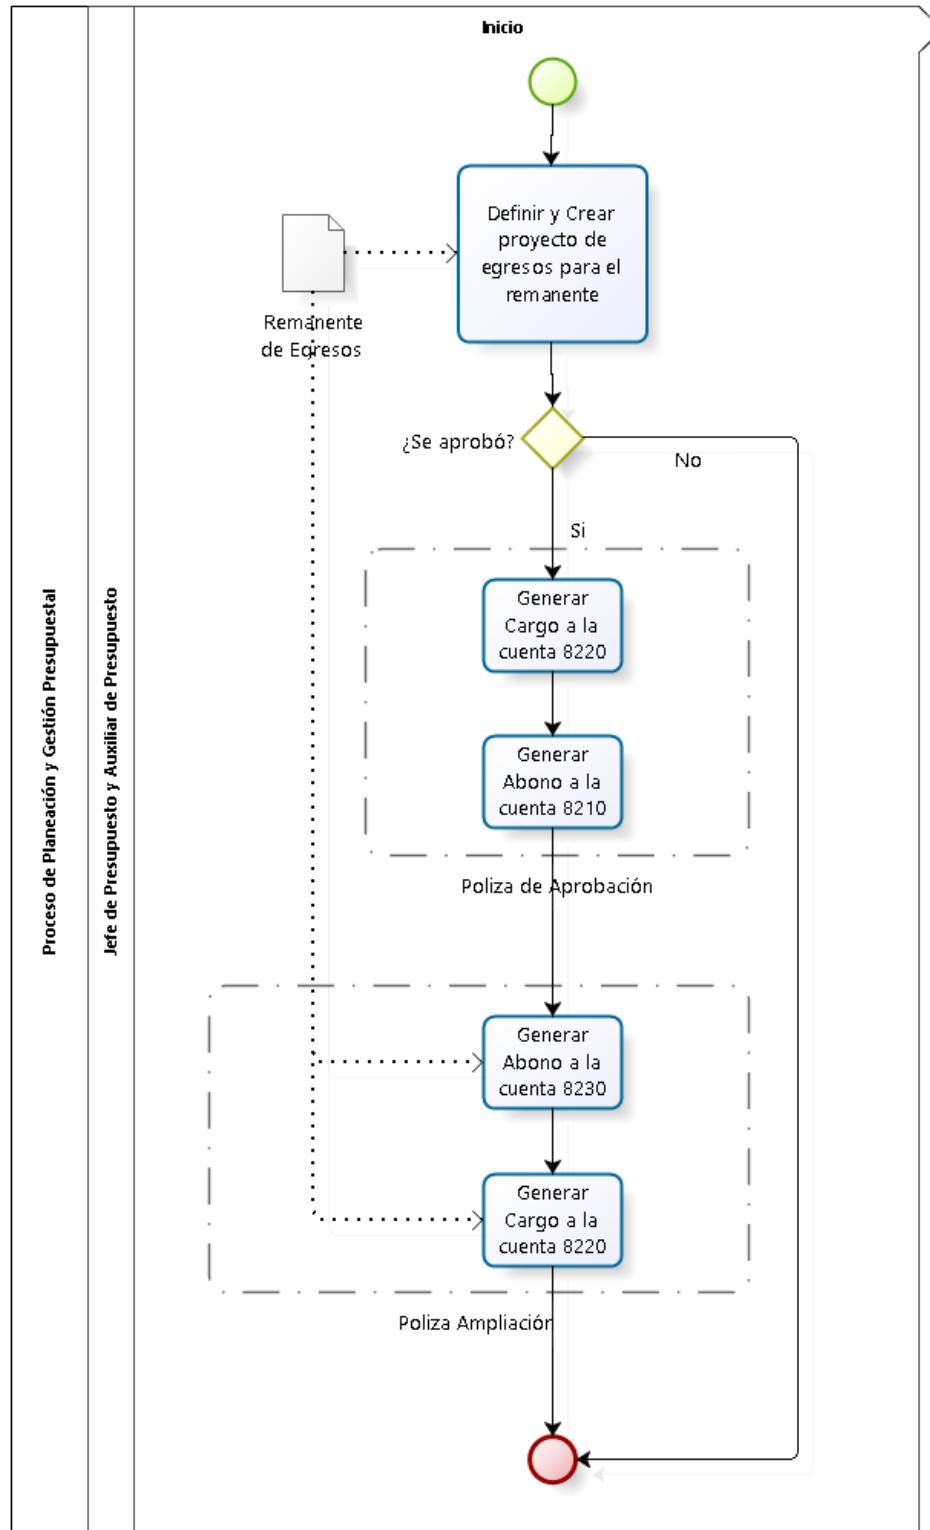 Inicio
Proceso de Planeación y Gestión Presupuestal
Jefe de Presupuesto y Auxiliar de Presupuesto
Definir y Crear
proyecto de
egresos para el
remanente
Remanente
de Egresos
¿Se aprobó?
No
Si
Generar
Cargo a la
cuenta 8220
Generar
Abono a la
cuenta 8210
Poliza de Aprobación
Generar
Abono a la
cuenta 8230
Generar
Cargo a la
cuenta 8220
Poliza Ampliación